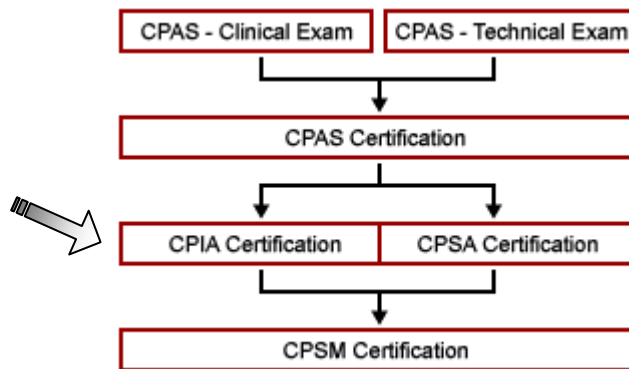 CPAS - Clinical Exam
CPAS - Technical Exam
CPAS Certification
CPIA Certification
CPSA Certification
CPSM Certification